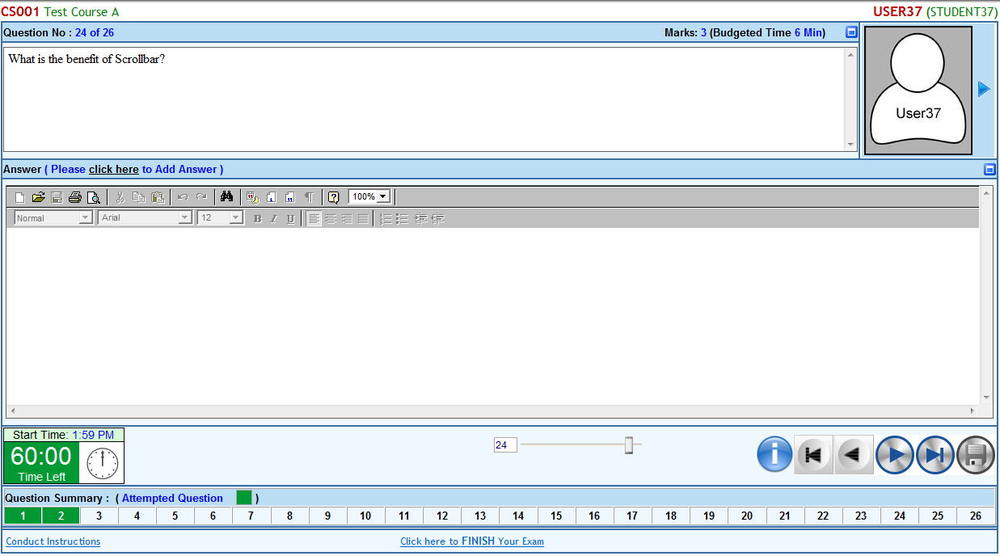 CS001 Test Course A
USER37 (STUDENT37)
Question No : 24 of 26
Marks: 3 (Budgeted Time 6 Min)
What is the benefit of Scrollbar?
User37
Answer ( Please click here to Add Answer )
100%
Normal
Arial
12
B I U
Start Time: 1:59 PM
60:00
Time Left
24
Question Summary : ( Attempted Question )
1 2 3 4 5 6 7 8 9 10 11 12 13 14 15 16 17 18 19 20 21 22 23 24 25 26
Conduct Instructions
Click here to FINISH Your Exam